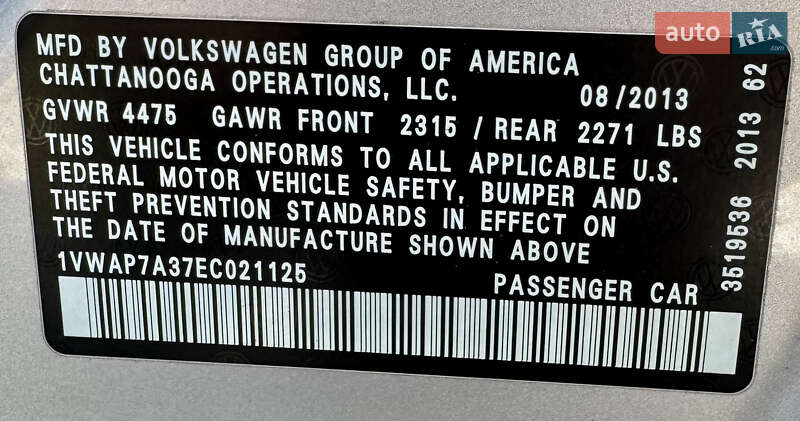 MFD BY VOLKSWAGEN GROUP OF AMERICA
CHATTANOOGA OPERATIONS, LLC. 08/2013
GVWR 4475 GAWR FRONT 2315 / REAR 2271 LBS
THIS VEHICLE CONFORMS TO ALL APPLICABLE U.S.
FEDERAL MOTOR VEHICLE SAFETY, BUMPER AND
THEFT PREVENTION STANDARDS IN EFFECT ON
THE DATE OF MANUFACTURE SHOWN ABOVE
1VWAP7A37EC021125 PASSENGER CAR
3519536 2013 62
auto RIA .com